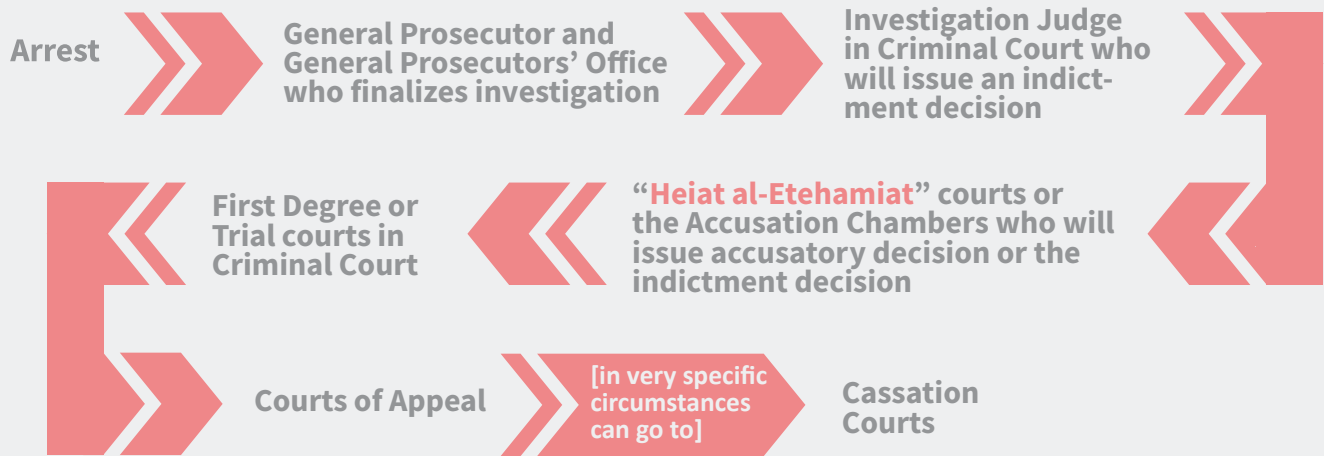 Arrest
General Prosecutor and
General Prosecutors’ Office
who finalizes investigation
Investigation Judge
in Criminal Court who
will issue an indict-
ment decision
“Heiat al-Etehamiat” courts or
the Accusation Chambers who will
issue accusatory decision or the
indictment decision
First Degree or
Trial courts in
Criminal Court
Courts of Appeal
[in very specific
circumstances
can go to]
Cassation
Courts